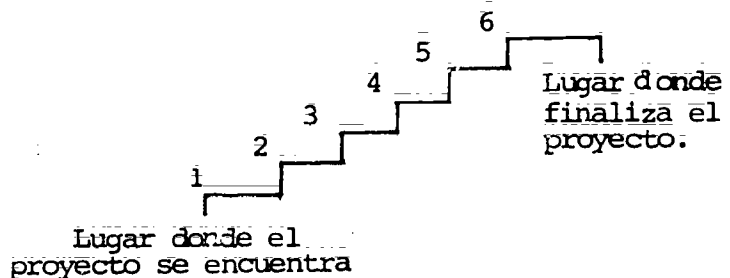 6
5
4
3
2
1
Lugar donde
finaliza el
proyecto.
Lugar donde el
proyecto se encuentra